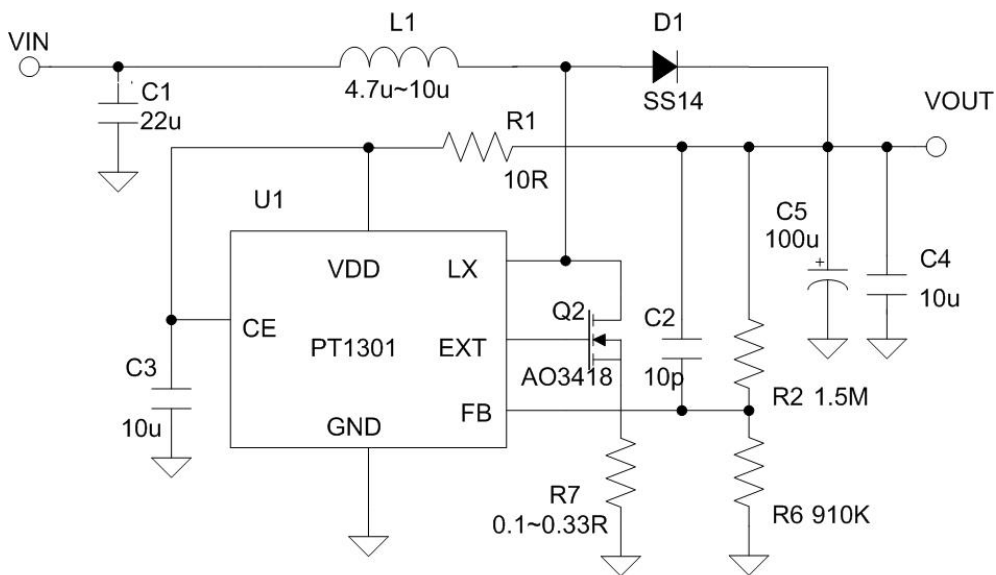 VIN
L1
4.7u~10u
D1
SS14
VOUT
C1
22u
R1
10R
U1
VDD
LX
CE
PT1301
EXT
FB
GND
Q2
AO3418
C2
10p
C5
100u
+
C4
10u
C3
10u
R2 1.5M
R7
0.1~0.33R
R6 910K